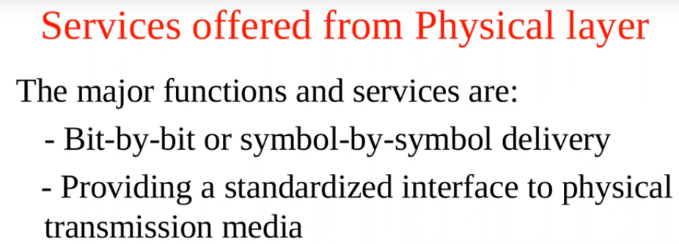 Services offered from Physical layer
The major functions and services are:
- Bit-by-bit or symbol-by-symbol delivery
- Providing a standardized interface to physical
transmission media